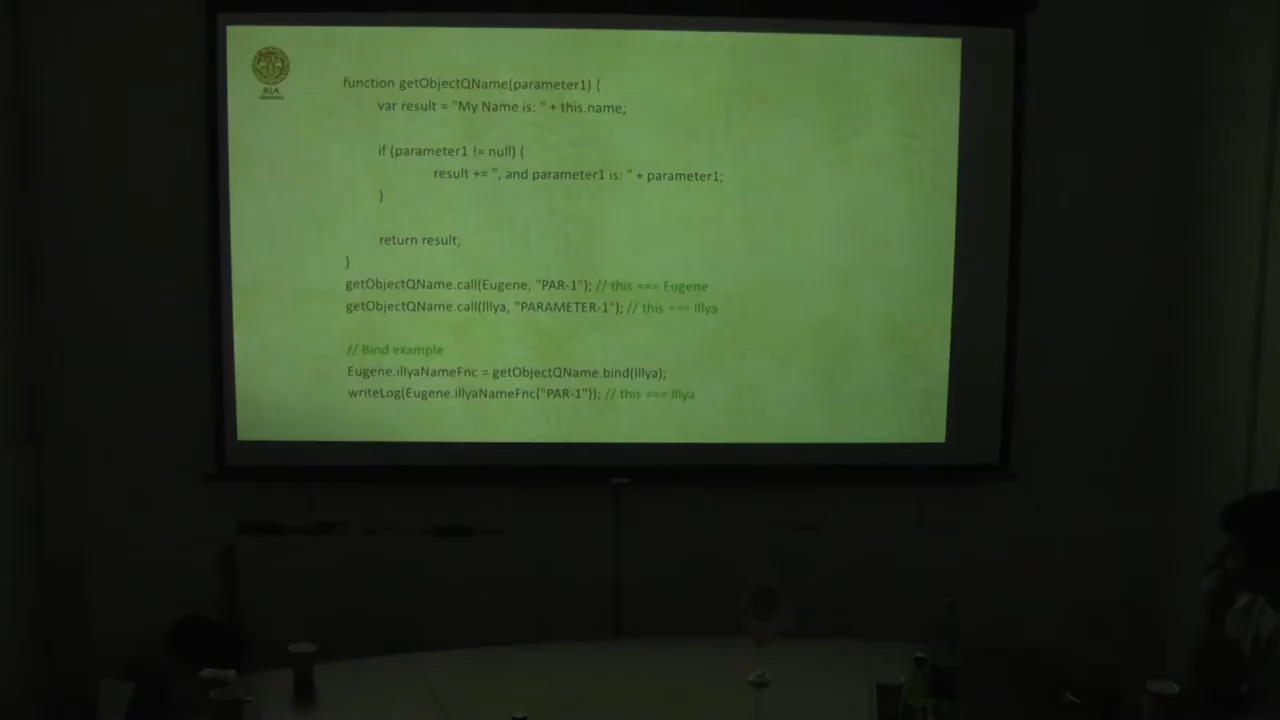 RIA
function getObjectQName(parameter1) {
var result = "My Name is: " + this.name;
if (parameter1 != null) {
result += ", and parameter1 is: " + parameter1;
}
return result;
}
getObjectQName.call(Eugene, "PAR-1"); // this === Eugene
getObjectQName.call(Illya, "PARAMETER-1"); // this === Illya
// Bind example
Eugene.illyaNameFnc = getObjectQName.bind(Illya);
writeLog(Eugene.illyaNameFnc("PAR-1")); // this === Illya